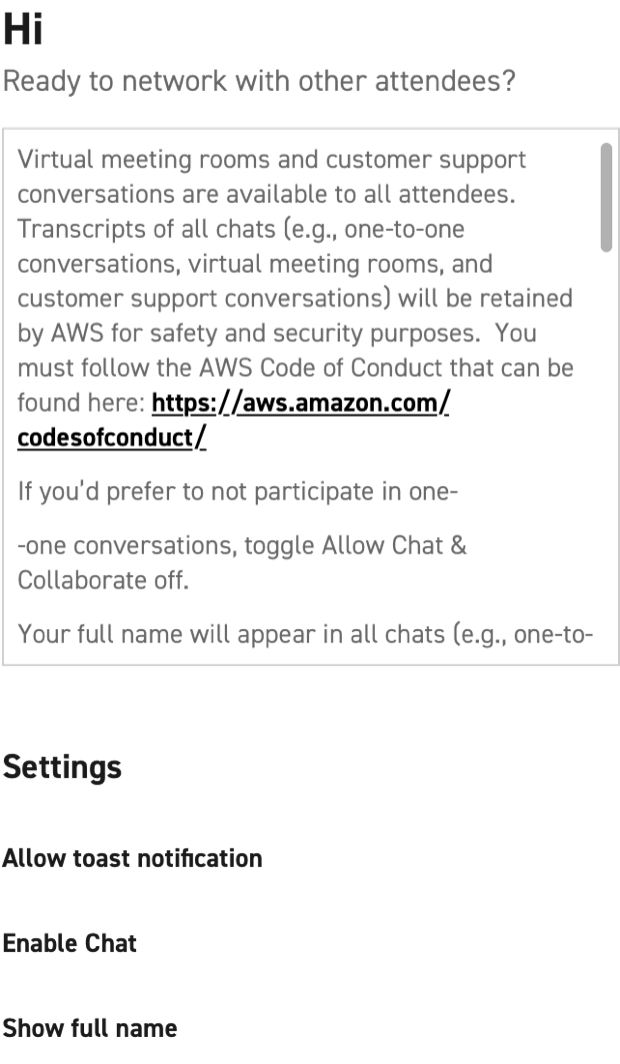 Hi
Ready to network with other attendees?
Virtual meeting rooms and customer support
conversations are available to all attendees.
Transcripts of all chats (e.g., one-to-one
conversations, virtual meeting rooms, and
customer support conversations) will be retained
by AWS for safety and security purposes.  You
must follow the AWS Code of Conduct that can be
found here: https://aws.amazon.com/
codesofconduct/
If you'd prefer to not participate in one-
-one conversations, toggle Allow Chat &
Collaborate off.
Your full name will appear in all chats (e.g., one-to-
Settings
Allow toast notification
Enable Chat
Show full name